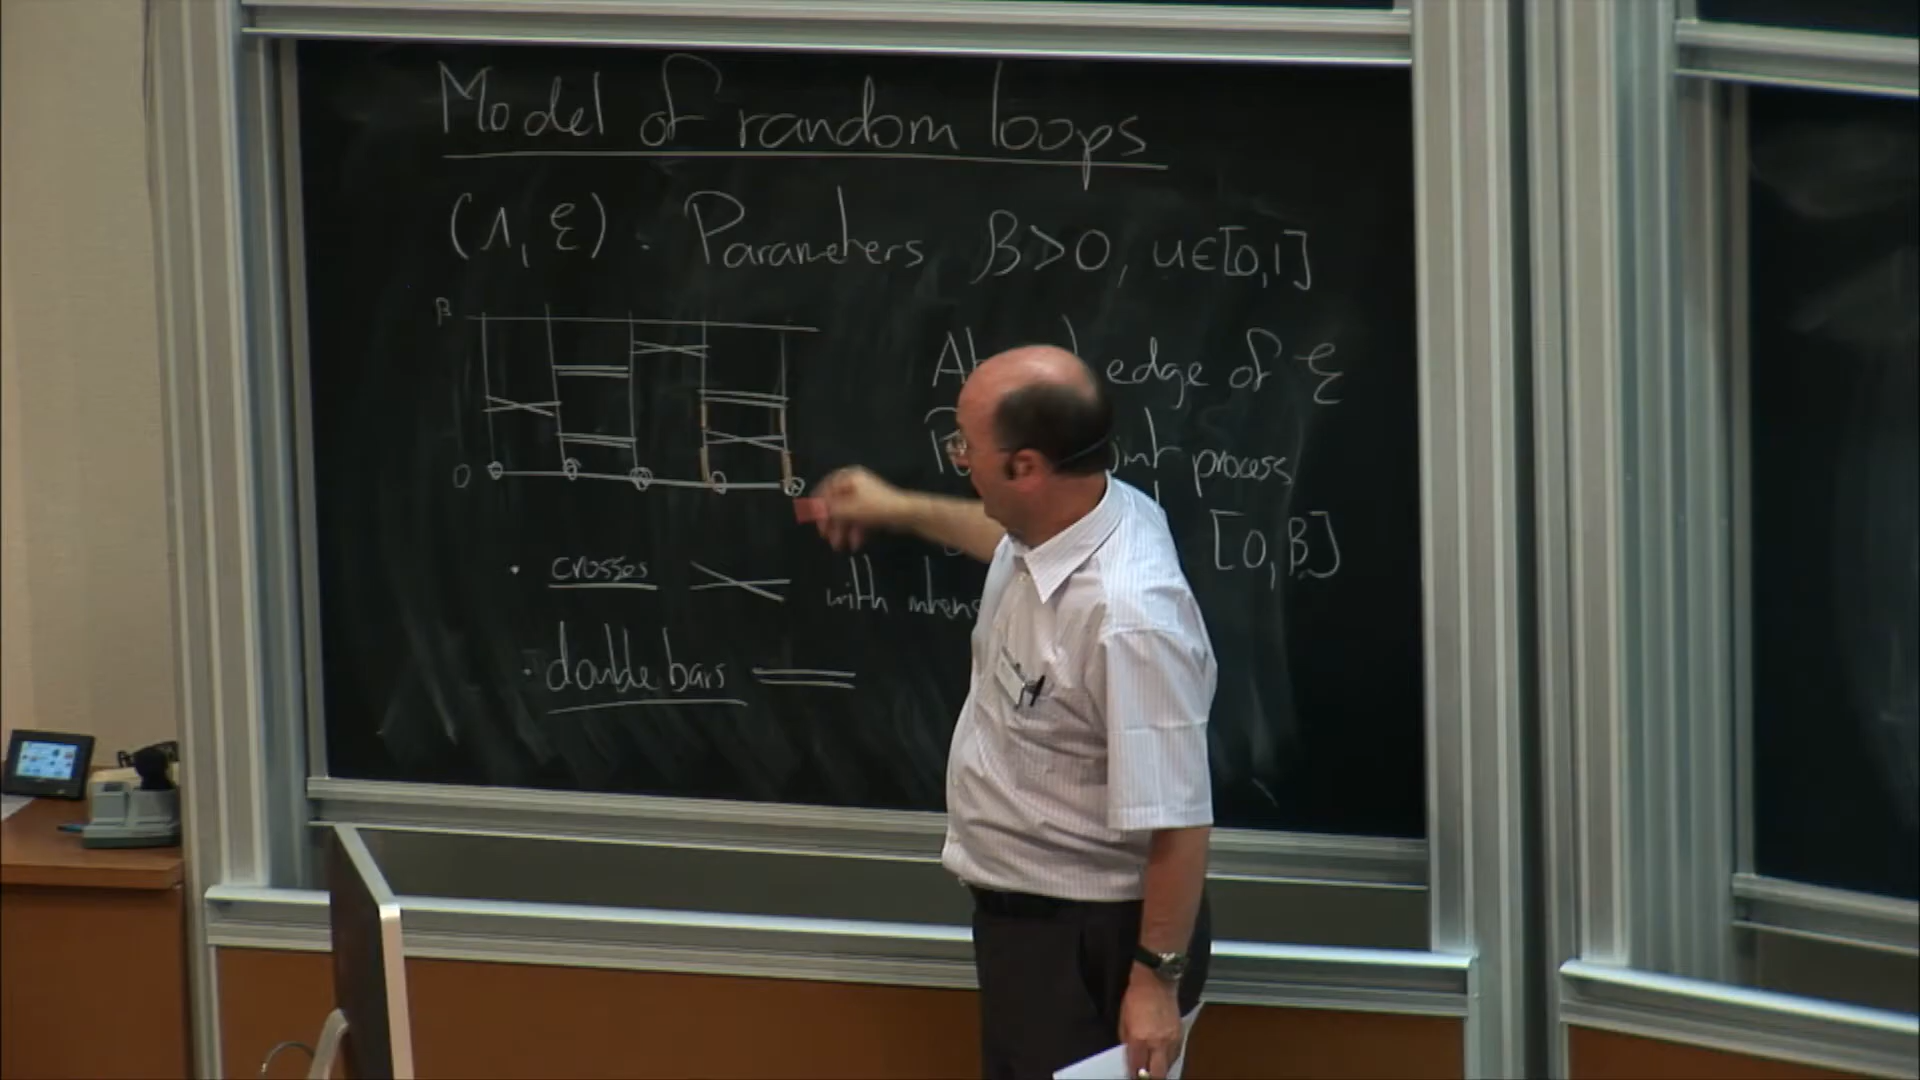 Model of random loops
(Λ, ℰ). Parameters β>0, u∈[0,1]
β
edge of ℰ
process
0
[0,β]
· crosses with
· double bars